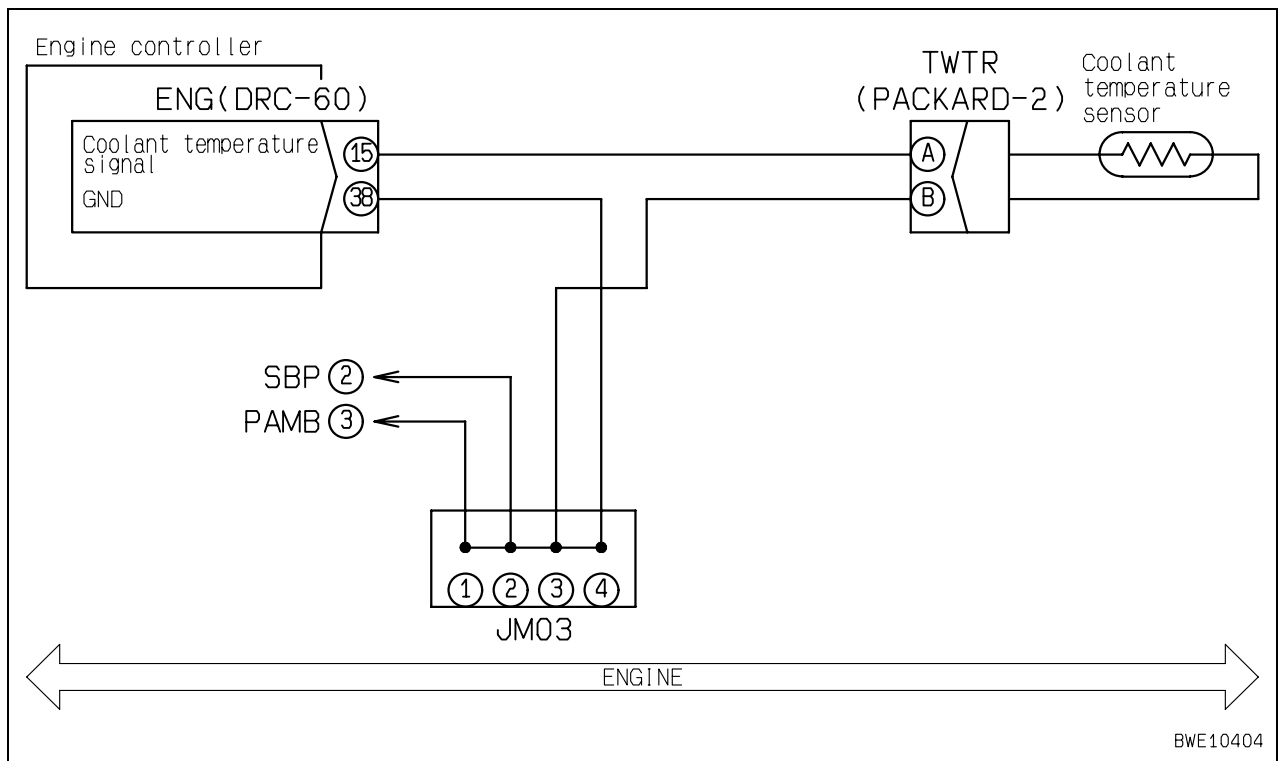 Engine controller
ENG(DRC-60)
Coolant temperature
signal
15
GND
38
TWTR
(PACKARD-2)
A
B
Coolant
temperature
sensor
SBP 2
PAMB 3
1 2 3 4
JM03
ENGINE
BWE10404